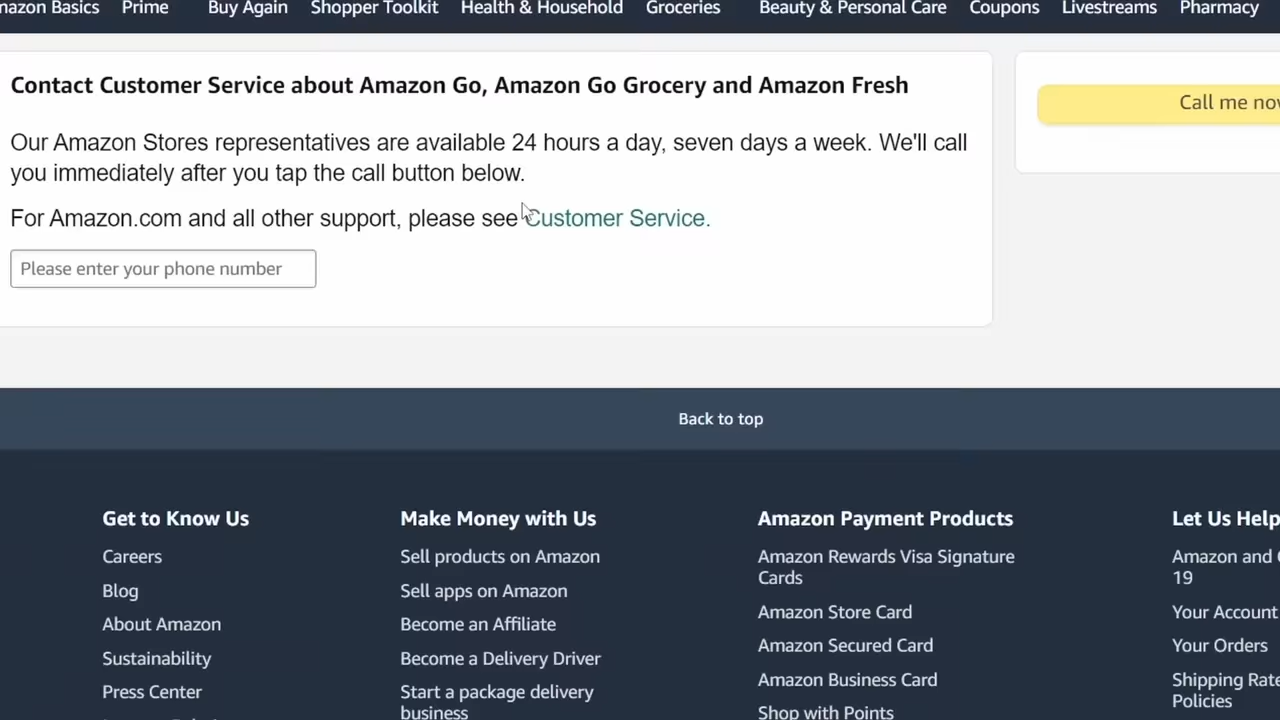 Amazon Basics Prime Buy Again Shopper Toolkit Health & Household Groceries Beauty & Personal Care Coupons Livestreams Pharmacy
Contact Customer Service about Amazon Go, Amazon Go Grocery and Amazon Fresh
Our Amazon Stores representatives are available 24 hours a day, seven days a week. We'll call
you immediately after you tap the call button below.
For Amazon.com and all other support, please see Customer Service.
Please enter your phone number
Call me now
Back to top
Get to Know Us
Careers
Blog
About Amazon
Sustainability
Press Center
Make Money with Us
Sell products on Amazon
Sell apps on Amazon
Become an Affiliate
Become a Delivery Driver
Start a package delivery
business
Amazon Payment Products
Amazon Rewards Visa Signature
Cards
Amazon Store Card
Amazon Secured Card
Amazon Business Card
Shop with Points
Let Us Help
Amazon and
19
Your Account
Your Orders
Shipping Rate
Policies